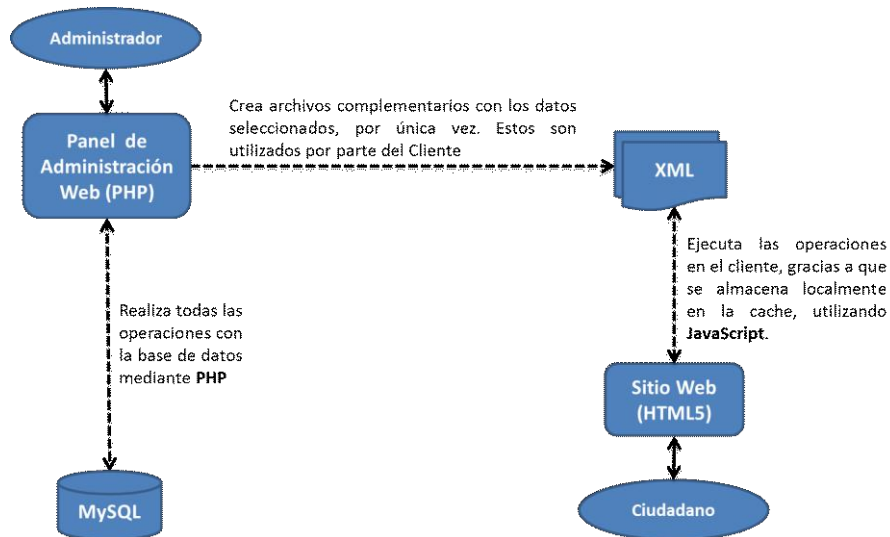 Administrador
Crea archivos complementarios con los datos
seleccionados, por única vez. Estos son
utilizados por parte del Cliente
Panel de
Administración
Web (PHP)
XML
Ejecuta las operaciones
en el cliente, gracias a que
se almacena localmente
en la cache, utilizando
JavaScript.
Realiza todas las
operaciones con
la base de datos
mediante PHP
Sitio Web
(HTML5)
MySQL
Ciudadano